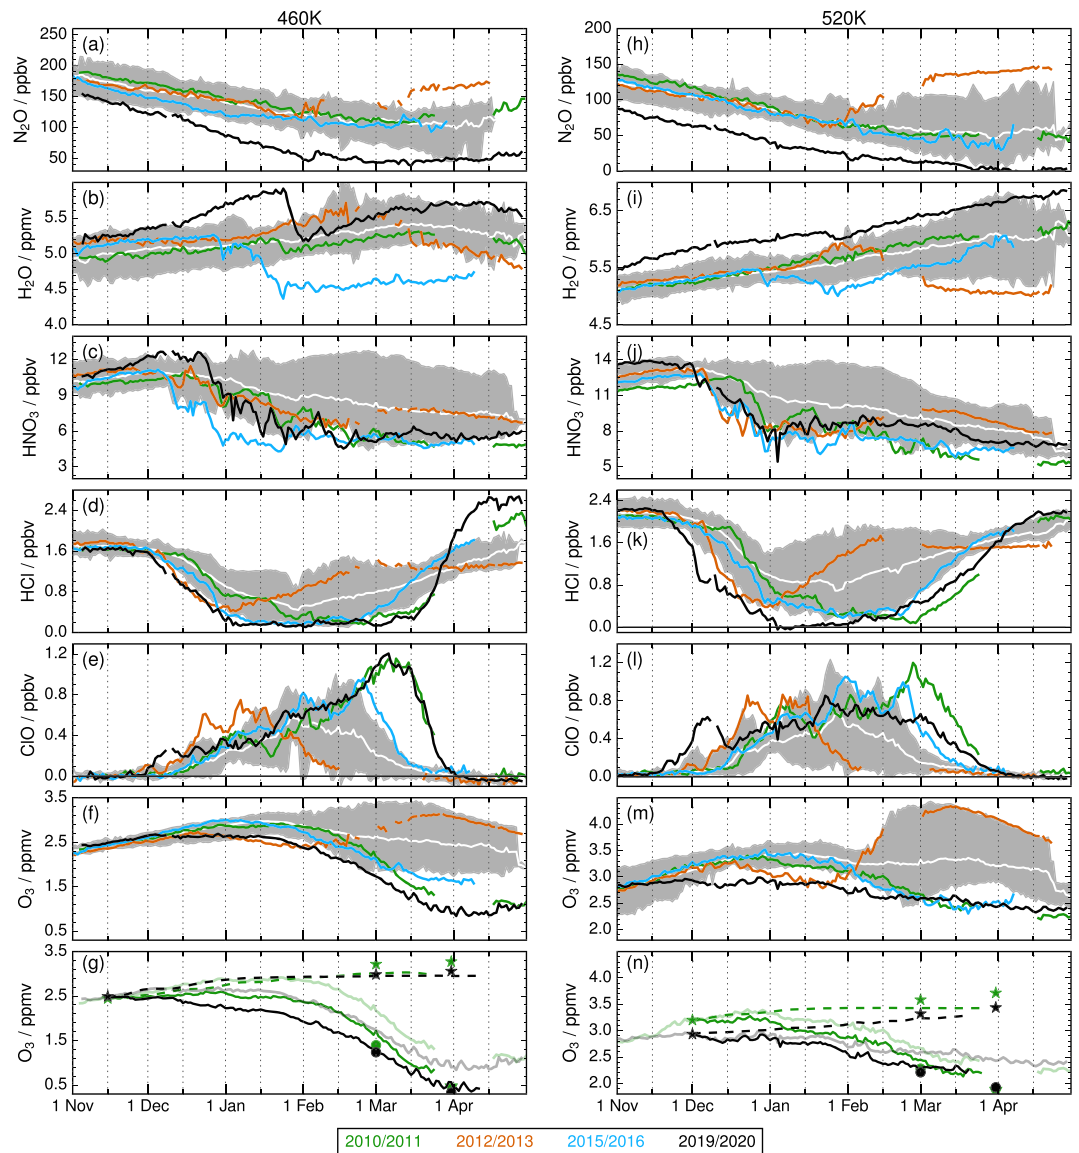 460K
520K
(a)
N2O / ppbv
250
200
150
100
50
(h)
N2O / ppbv
200
150
100
50
0
(b)
H2O / ppmv
5.5
5.0
4.5
4.0
(i)
H2O / ppmv
6.5
5.5
4.5
(c)
HNO3 / ppbv
12
9
6
3
(j)
HNO3 / ppbv
14
11
8
5
(d)
HCl / ppbv
2.4
1.6
0.8
0.0
(k)
HCl / ppbv
2.4
1.6
0.8
0.0
(e)
ClO / ppbv
1.2
0.8
0.4
0.0
(l)
ClO / ppbv
1.2
0.8
0.4
0.0
(f)
O3 / ppmv
3.5
2.5
1.5
0.5
(m)
O3 / ppmv
4.0
3.5
3.0
2.5
2.0
(g)
O3 / ppmv
3.5
2.5
1.5
0.5
(n)
O3 / ppmv
4.0
3.5
3.0
2.5
2.0
1 Nov 1 Dec 1 Jan 1 Feb 1 Mar 1 Apr
1 Nov 1 Dec 1 Jan 1 Feb 1 Mar 1 Apr
2010/2011 2012/2013 2015/2016 2019/2020